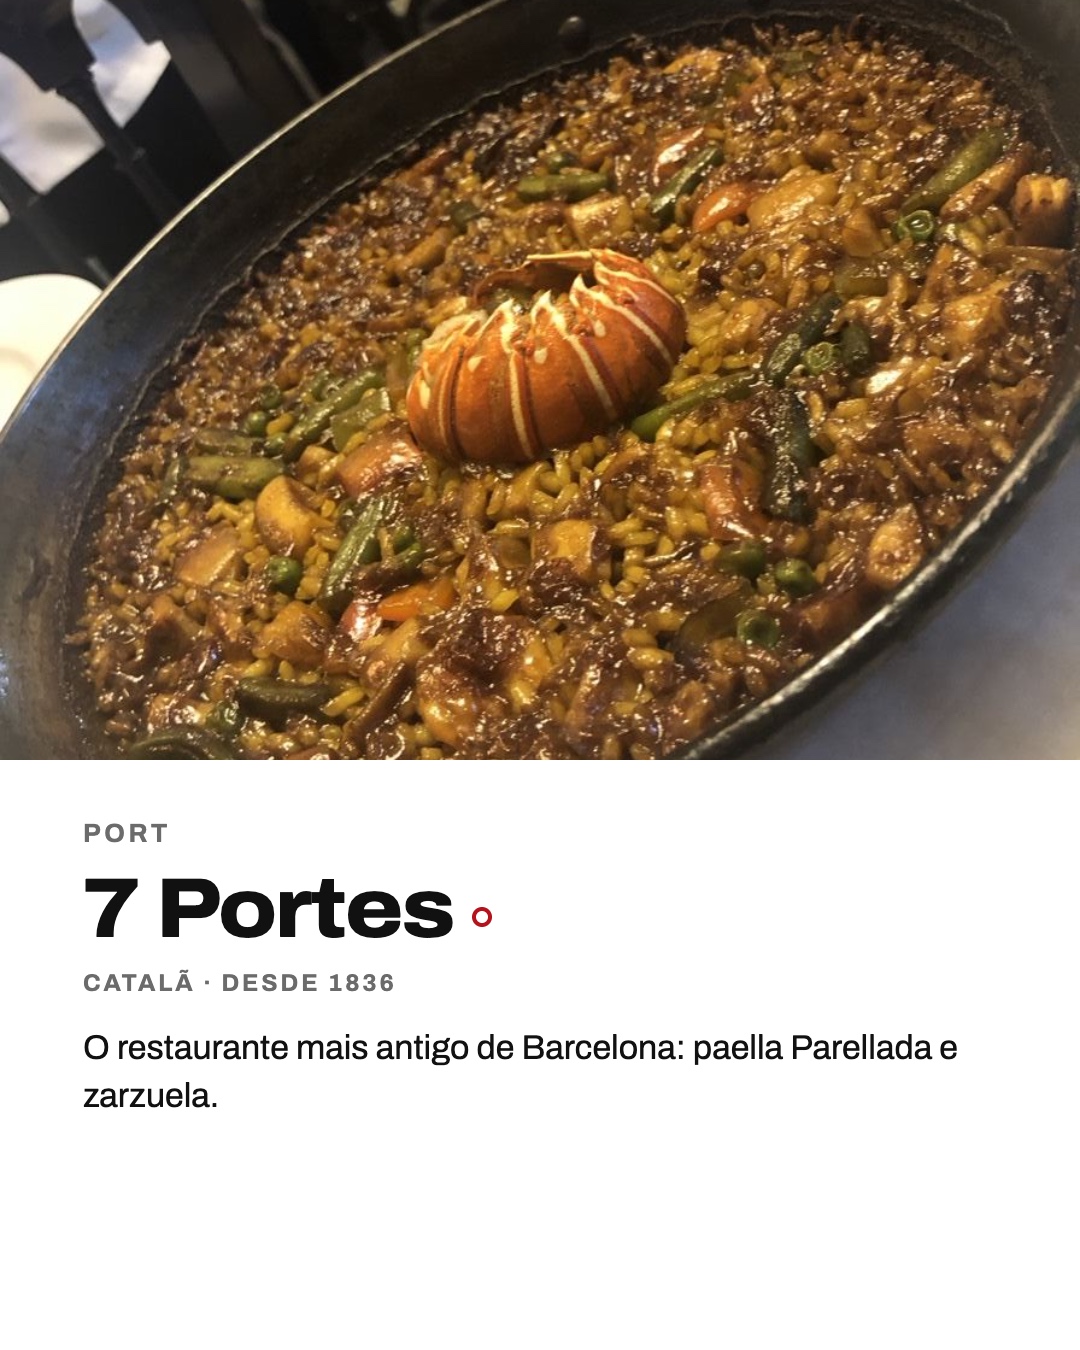 PORT
7 Portes
CATALÃ · DESDE 1836
O restaurante mais antigo de Barcelona: paella Parellada e
zarzuela.